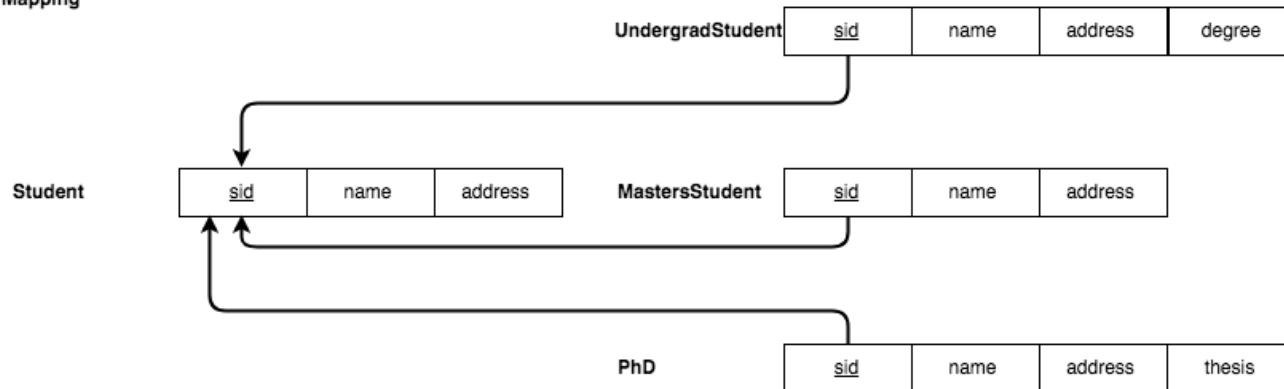 Mapping
UndergradStudent sid name address degree
Student sid name address MastersStudent sid name address
PhD sid name address thesis